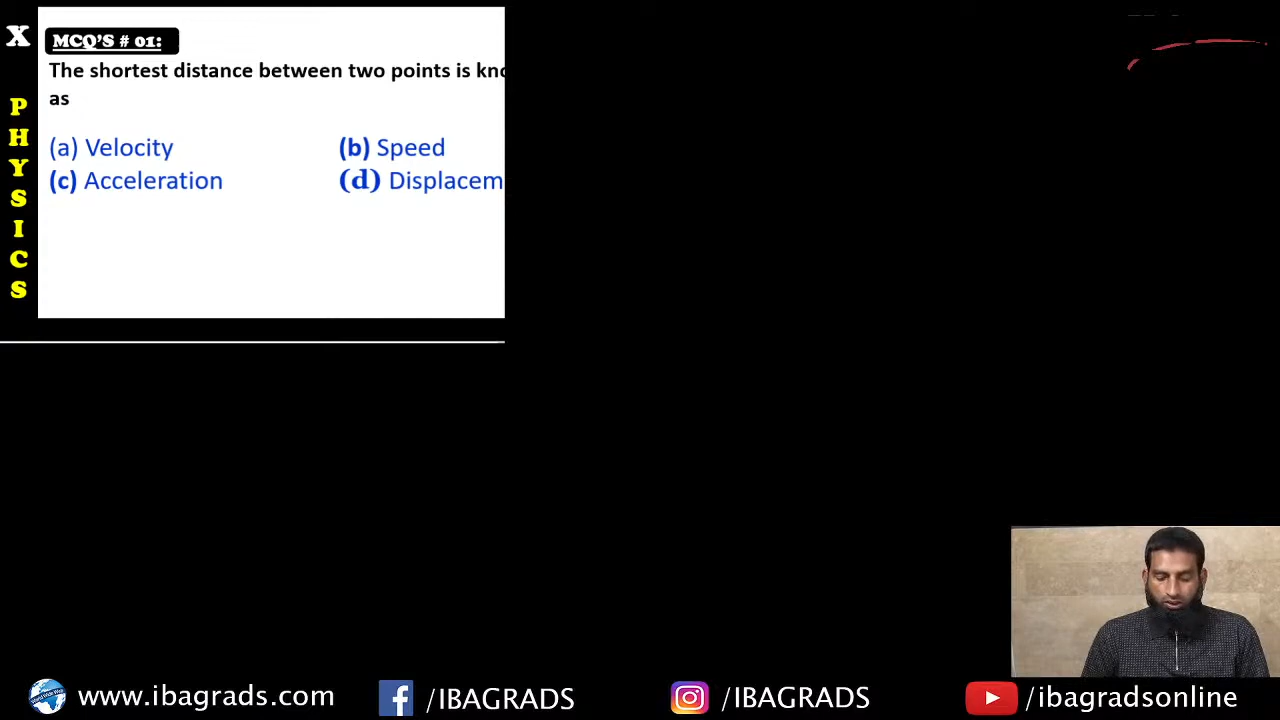 X PHYSICS
MCQ'S # 01:
The shortest distance between two points is kno
as
(a) Velocity (b) Speed
(c) Acceleration (d) Displacem
www.ibagrads.com /IBAGRADS /IBAGRADS /ibagradsonline